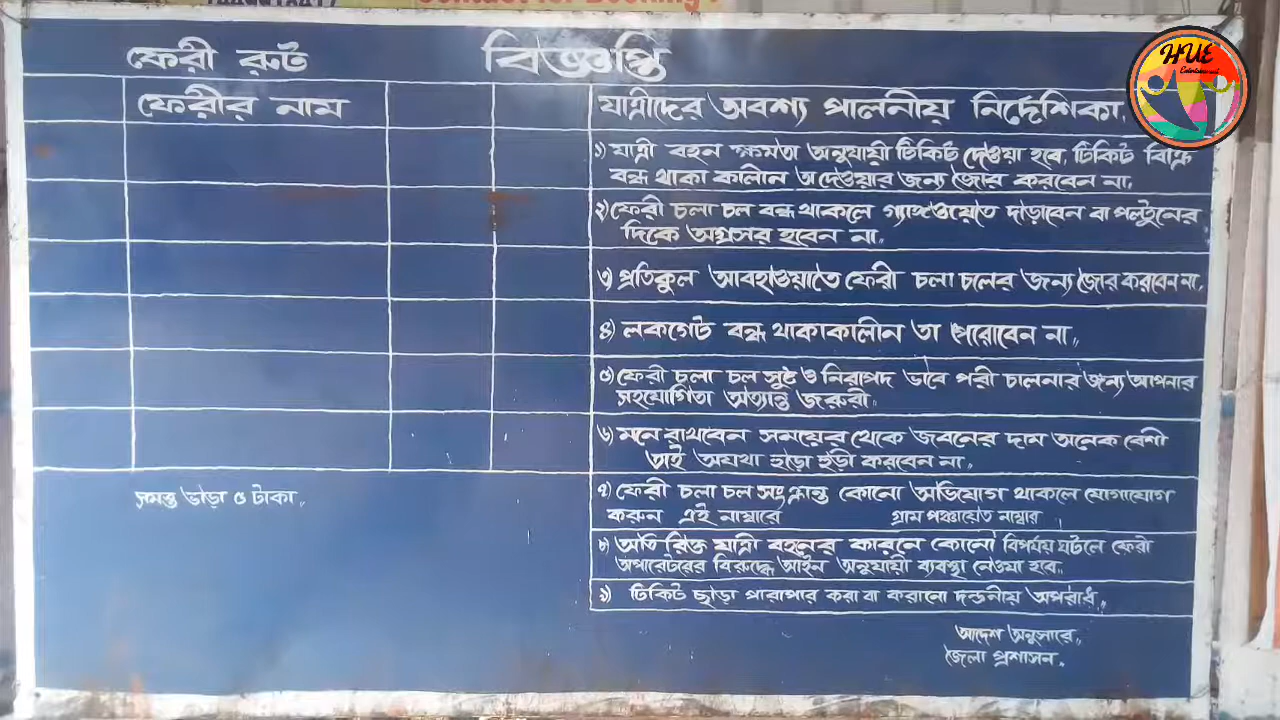 ফেরী রুট
বিজ্ঞপ্তি
ফেরীর নাম
যাত্রীদের অবশ্য পালনীয় নির্দেশিকা.
১) যাত্রী বহন ক্ষমতা অনুযায়ী টিকিট দেওয়া হবে, টিকিট বিক্রি
বন্ধ থাকা কালীন তা দেওয়ার জন্য জোর করবেন না.
২) ফেরী চলা চল বন্ধ থাকলে গ্যাঙ্গওয়েতে দাড়াবেন বা পল্টুনের
দিকে অগ্রসর হবেন না..
৩) প্রতিকুল আবহাওয়াতে ফেরী চলা চলের জন্য জোর করবেন না..
৪) লকগেট বন্ধ থাকাকালীন তা পেরোবেন না..
৫) ফেরী চলা চল সুষ্ট ও নিরাপদ ভাবে পরী চালনার জন্য আপনার
সহযোগিতা অত্যান্ত জরুরী.
৬) মনে রাখবেন সময়ের থেকে জীবনের দাম অনেক বেশী
তাই অযথা হুড়া হুড়ী করবেন না.
৭) ফেরী চলা চল সংক্রান্ত কোনো অভিযোগ থাকলে যোগাযোগ
করুন এই নাম্বারে গ্রাম পঞ্চায়েত নাম্বার
সমস্ত ভাড়া ৫ টাকা..
৮) অতি রিক্ত যাত্রী বহনের কারনে কোনো বিপর্যয় ঘটলে ফেরী
অপারেটরের বিরুদ্ধে আইন অনুযায়ী ব্যবস্থা নেওয়া হবে..
৯) টিকিট ছাড়া পারাপার করা বা করানো দন্ডনীয় অপরাধ..
আদেশ অনুসারে..
জেলা প্রশাসন.
HUE
Entertainment